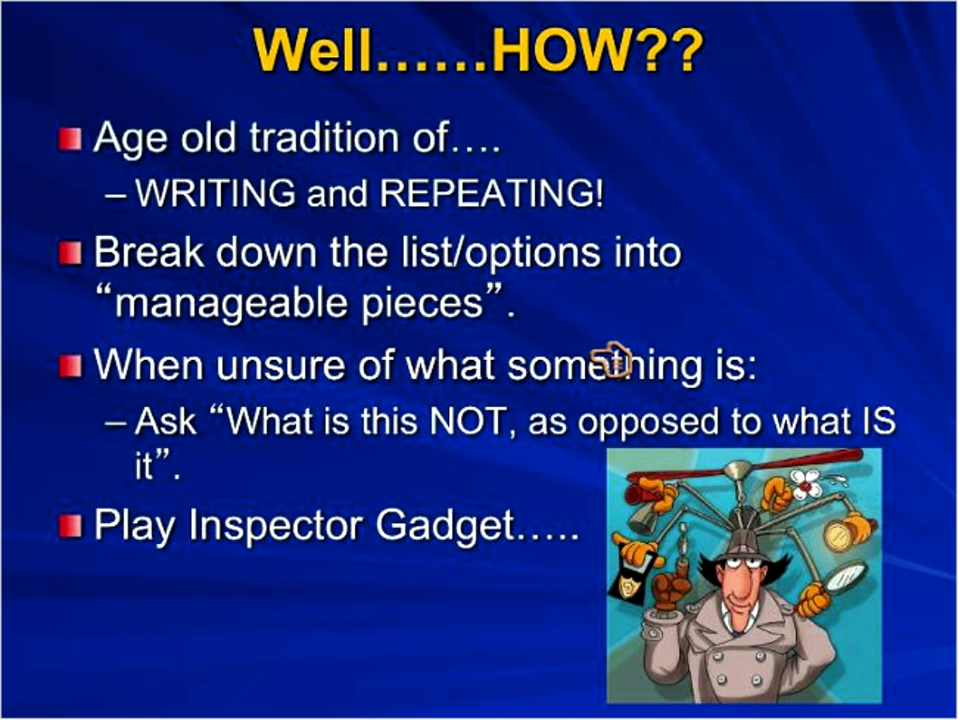 Well……HOW??
Age old tradition of….
– WRITING and REPEATING!
Break down the list/options into
“manageable pieces”.
When unsure of what something is:
– Ask “What is this NOT, as opposed to what IS
it”.
Play Inspector Gadget…..